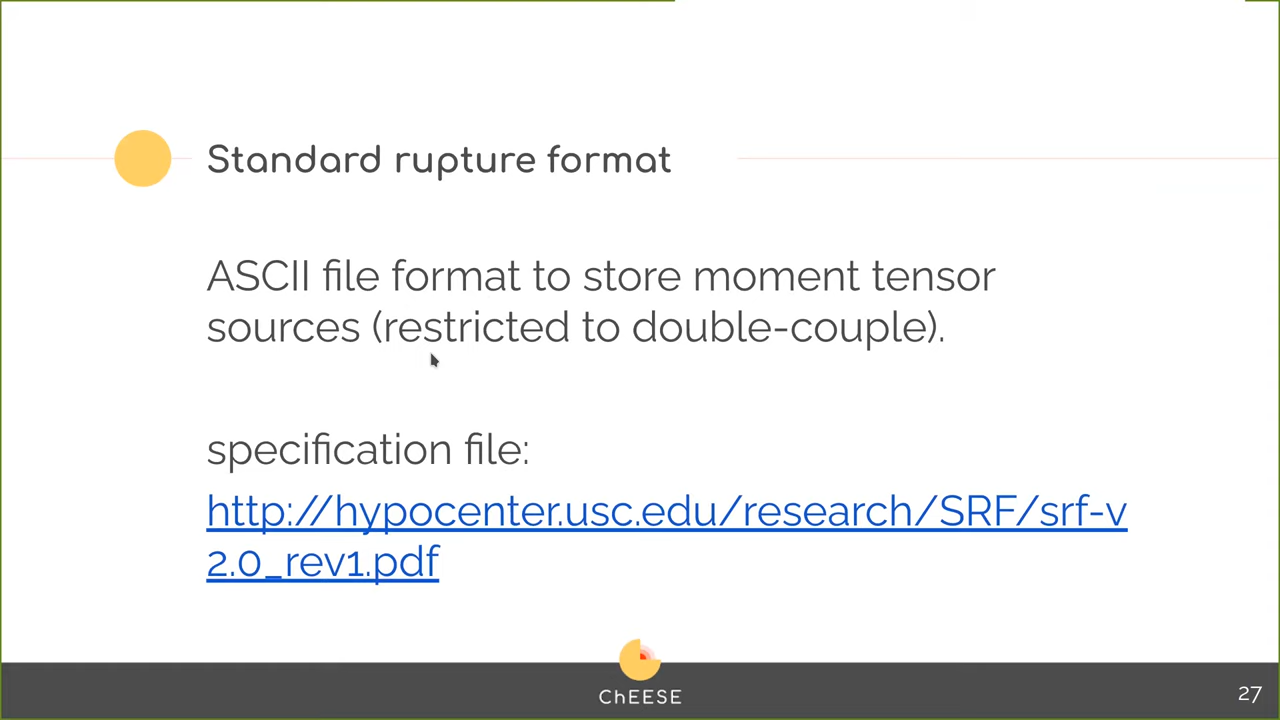 Standard rupture format
ASCII file format to store moment tensor
sources (restricted to double-couple).
specification file:
http://hypocenter.usc.edu/research/SRF/srf-v
2.0_rev1.pdf
ChEESE
27